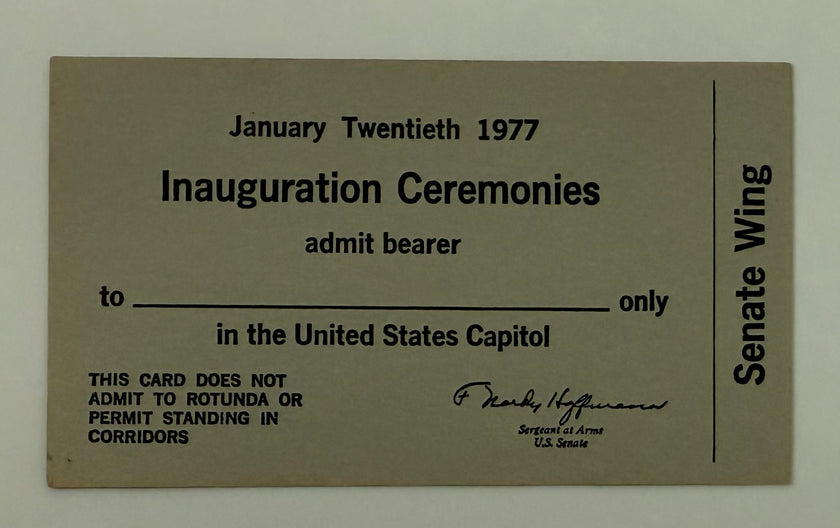 January Twentieth 1977
Inauguration Ceremonies
admit bearer
to ______ only
in the United States Capitol
THIS CARD DOES NOT
ADMIT TO ROTUNDA OR
PERMIT STANDING IN
CORRIDORS
F Nordy Hoffmann
Sergeant at Arms
U.S. Senate
Senate Wing